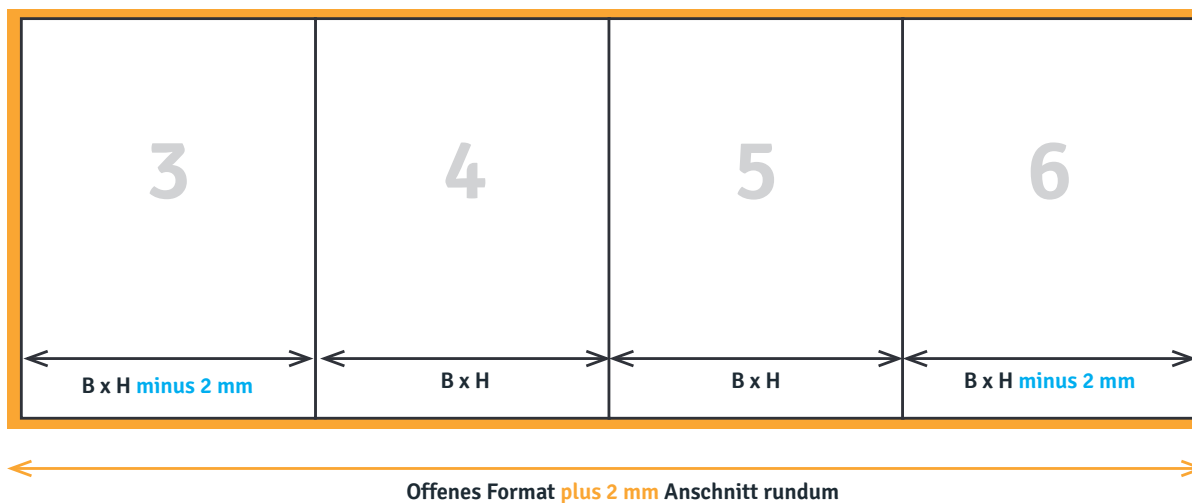 3 4 5 6
B x H minus 2 mm B x H B x H B x H minus 2 mm
Offenes Format plus 2 mm Anschnitt rundum